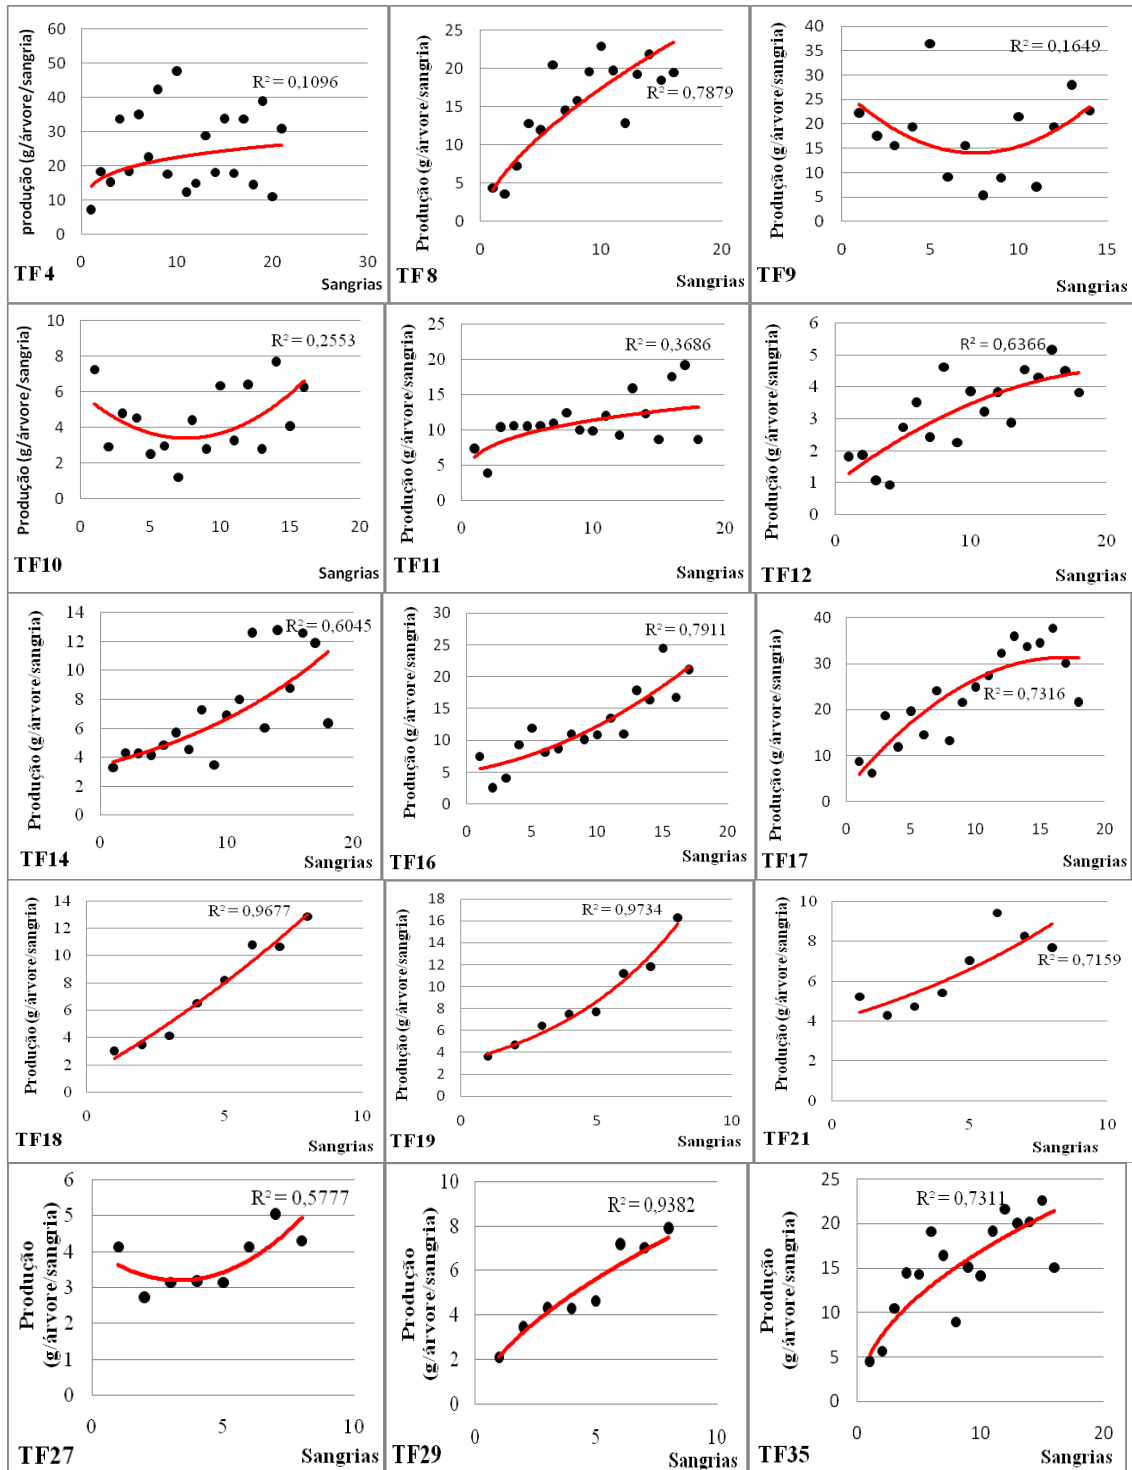 produção (g/árvore/sangria)
60
50
40
30
20
10
0
R² = 0,1096
0 10 20 30
TF4
Sangrias
Produção (g/árvore/sangria)
25
20
15
10
5
0
R² = 0,7879
0 10 20
TF8
Sangrias
Produção (g/árvore/sangria)
40
35
30
25
20
15
10
5
0
R² = 0,1649
0 5 10 15
TF9
Sangrias
Produção (g/árvore/sangria)
10
8
6
4
2
0
R² = 0,2553
0 5 10 15 20
TF10
Sangrias
Produção (g/árvore/sangria)
25
20
15
10
5
0
R² = 0,3686
0 10 20
TF11
Sangrias
Produção (g/árvore/sangria)
6
5
4
3
2
1
0
R² = 0,6366
0 10 20
TF12
Sangrias
Produção (g/árvore/sangria)
14
12
10
8
6
4
2
0
R² = 0,6045
0 10 20
TF14
Sangrias
Produção (g/árvore/sangria)
30
25
20
15
10
5
0
R² = 0,7911
0 5 10 15 20
TF16
Sangrias
Produção (g/árvore/sangria)
40
30
20
10
0
R² = 0,7316
0 5 10 15 20
TF17
Sangrias
Produção (g/árvore/sangria)
14
12
10
8
6
4
2
0
R² = 0,9677
0 5 10
TF18
Sangrias
Produção (g/árvore/sangria)
18
16
14
12
10
8
6
4
2
0
R² = 0,9734
0 5 10
TF19
Sangrias
Produção (g/árvore/sangria)
10
8
6
4
2
0
R² = 0,7159
0 5 10
TF21
Sangrias
Produção
(g/árvore/sangria)
6
5
4
3
2
1
0
R² = 0,5777
0 5 10
TF27
Sangrias
Produção
(g/árvore/sangria)
10
8
6
4
2
0
R² = 0,9382
0 5 10
TF29
Sangrias
Produção
(g/árvore/sangria)
25
20
15
10
5
0
R² = 0,7311
0 10 20
TF35
Sangrias